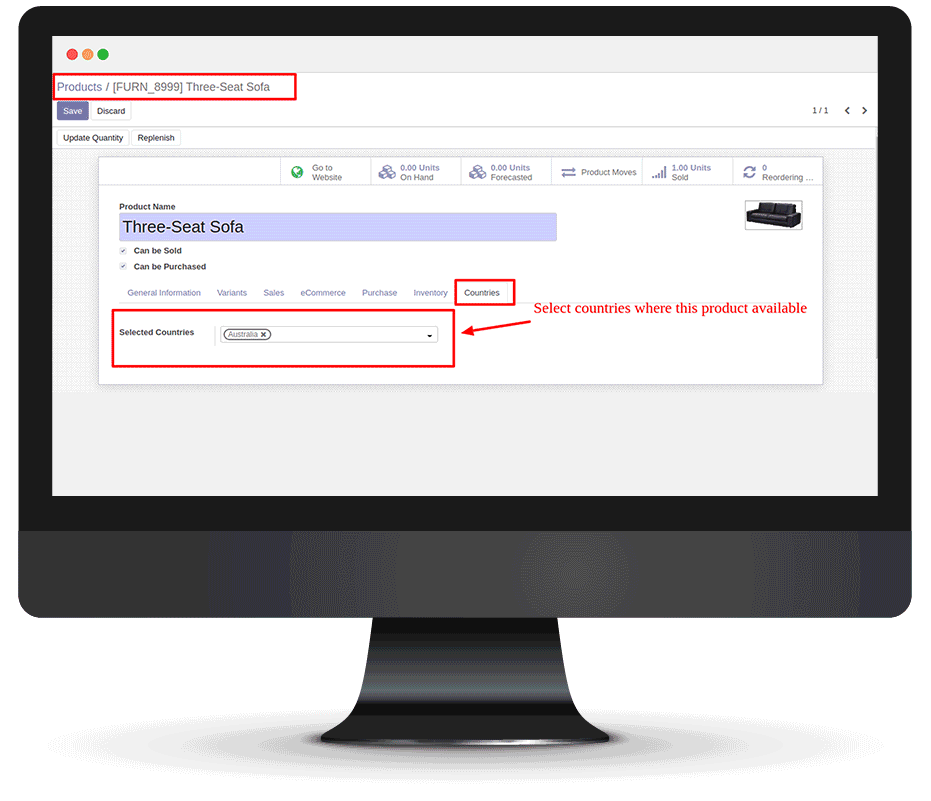 Products / [FURN_8999] Three-Seat Sofa
Save Discard
1 / 1
Update Quantity Replenish
Go to
Website
0.00 Units
On Hand
0.00 Units
Forecasted
Product Moves
1.00 Units
Sold
0
Reordering ...
Product Name
Three-Seat Sofa
Can be Sold
Can be Purchased
General Information Variants Sales eCommerce Purchase Inventory Countries
Select countries where this product available
Selected Countries Australia ×